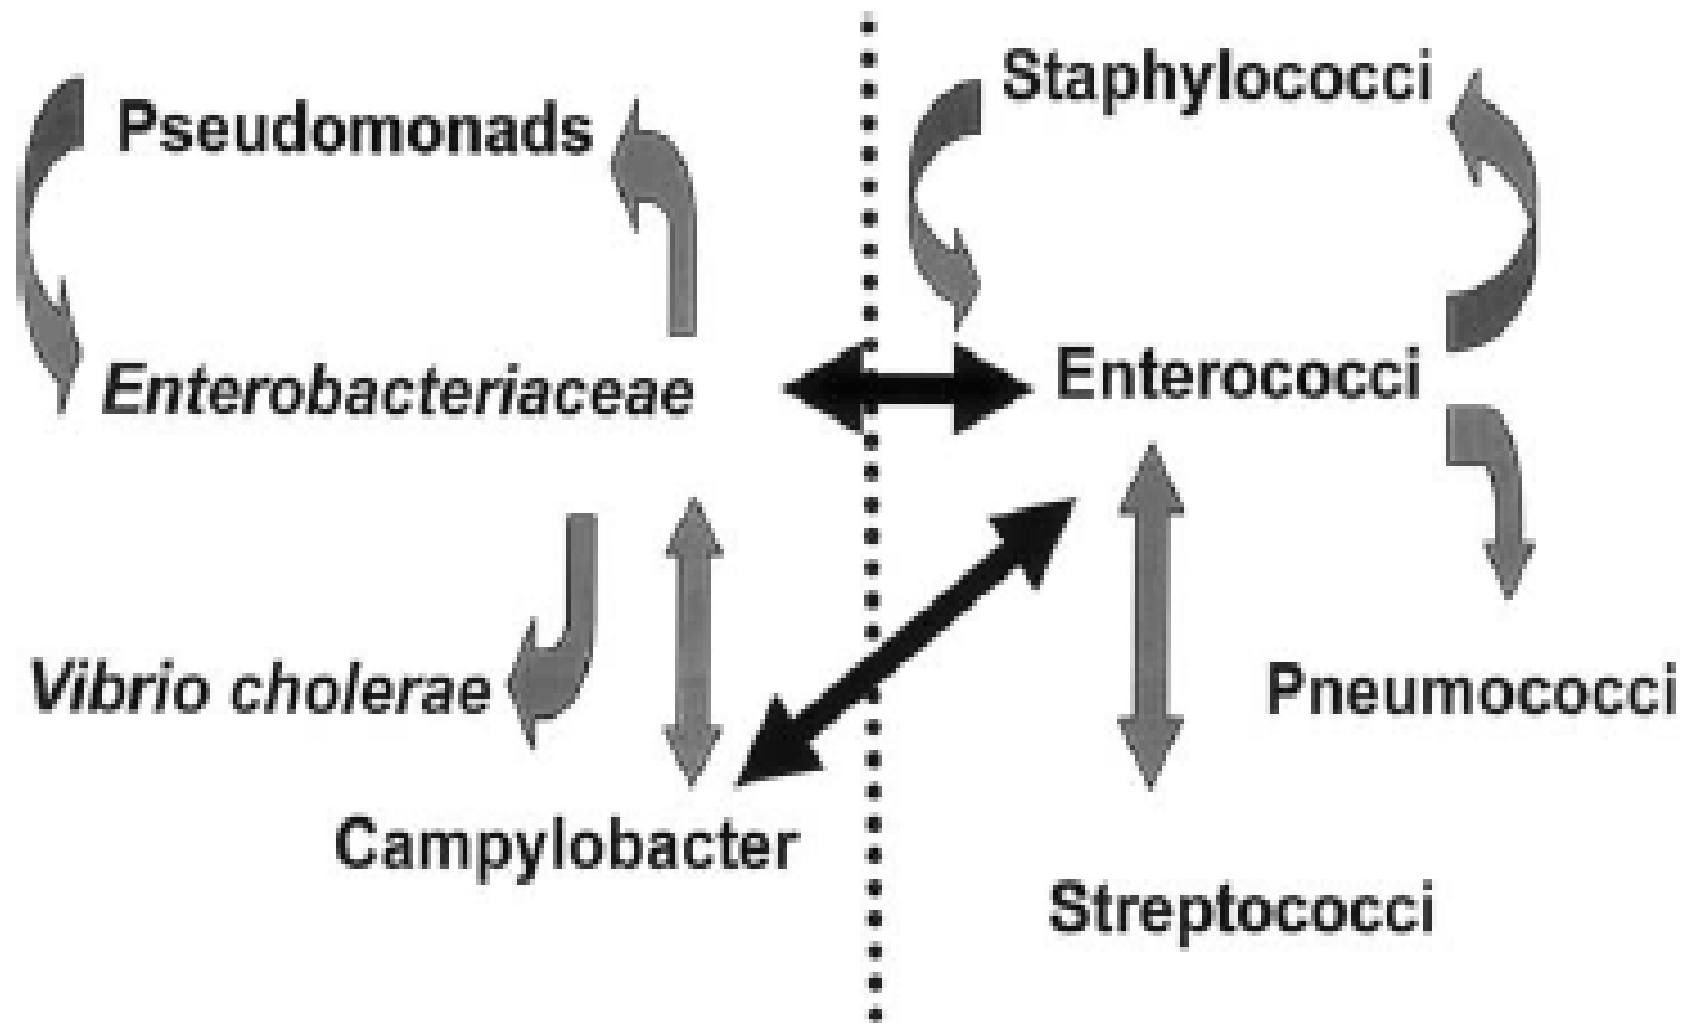 Pseudomonads
Staphylococci
Enterobacteriaceae
Enterococci
Vibrio cholerae
Pneumococci
Campylobacter
Streptococci